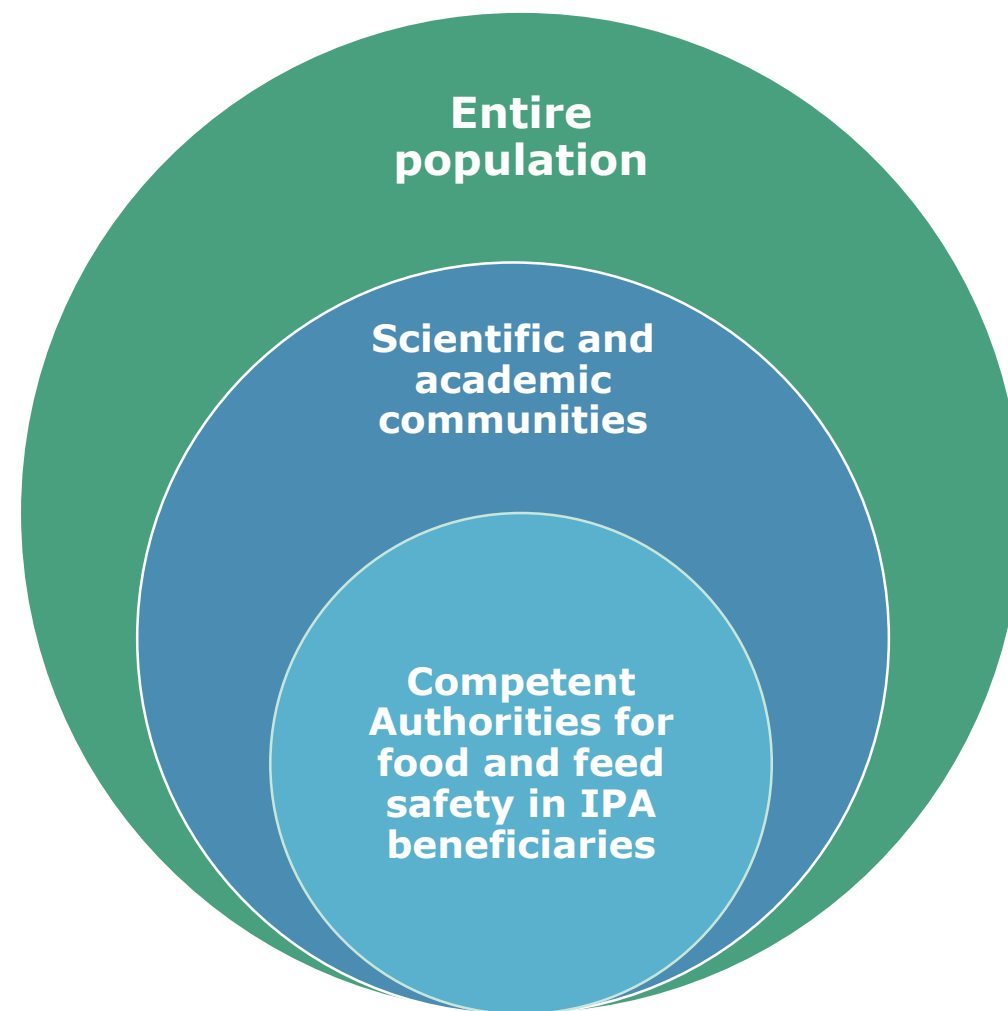 Entire
population
Scientific and
academic
communities
Competent
Authorities for
food and feed
safety in IPA
beneficiaries